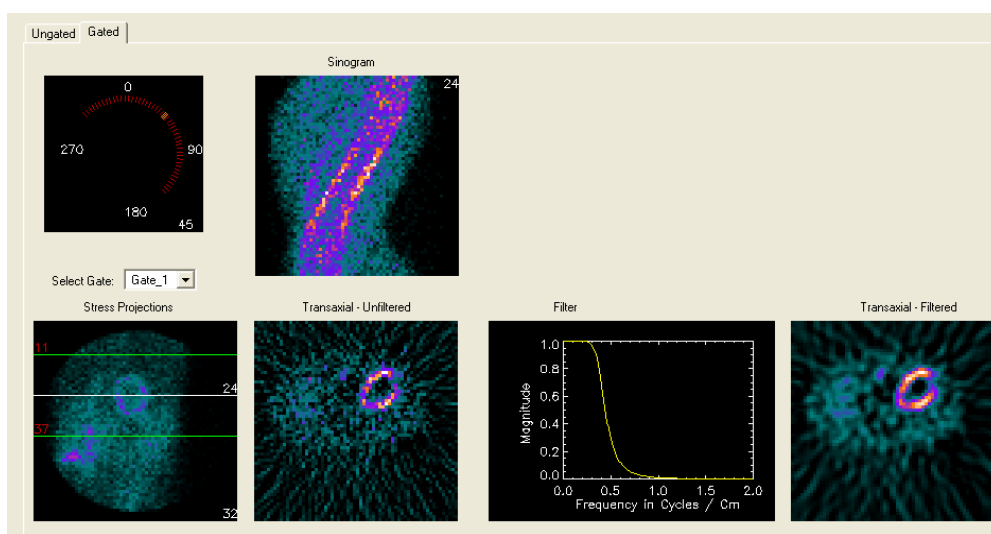 Ungated Gated
Sinogram
0
24
270
90
180
45
Select Gate: Gate_1
Stress Projections
Transaxial - Unfiltered
Filter
Transaxial - Filtered
11
24
37
32
1.0
0.8
0.6
0.4
0.2
0.0
Magnitude
0.0 0.5 1.0 1.5 2.0
Frequency in Cycles / Cm